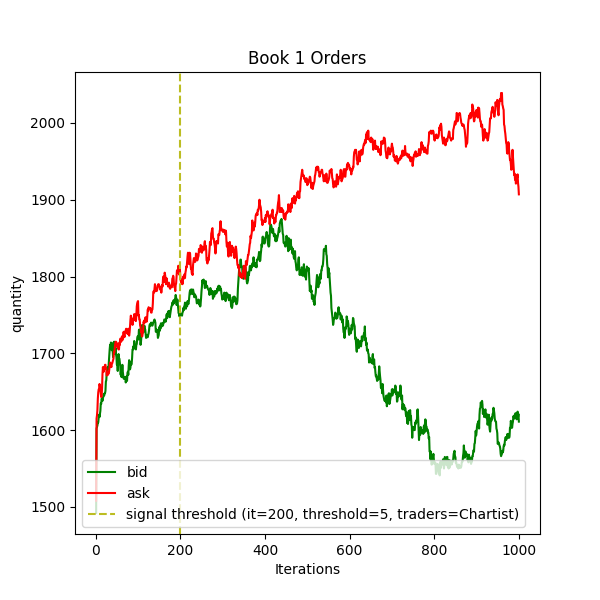 Book 1 Orders
quantity
2000
1900
1800
1700
1600
1500
bid
ask
signal threshold (it=200, threshold=5, traders=Chartist)
0 200 400 600 800 1000
Iterations